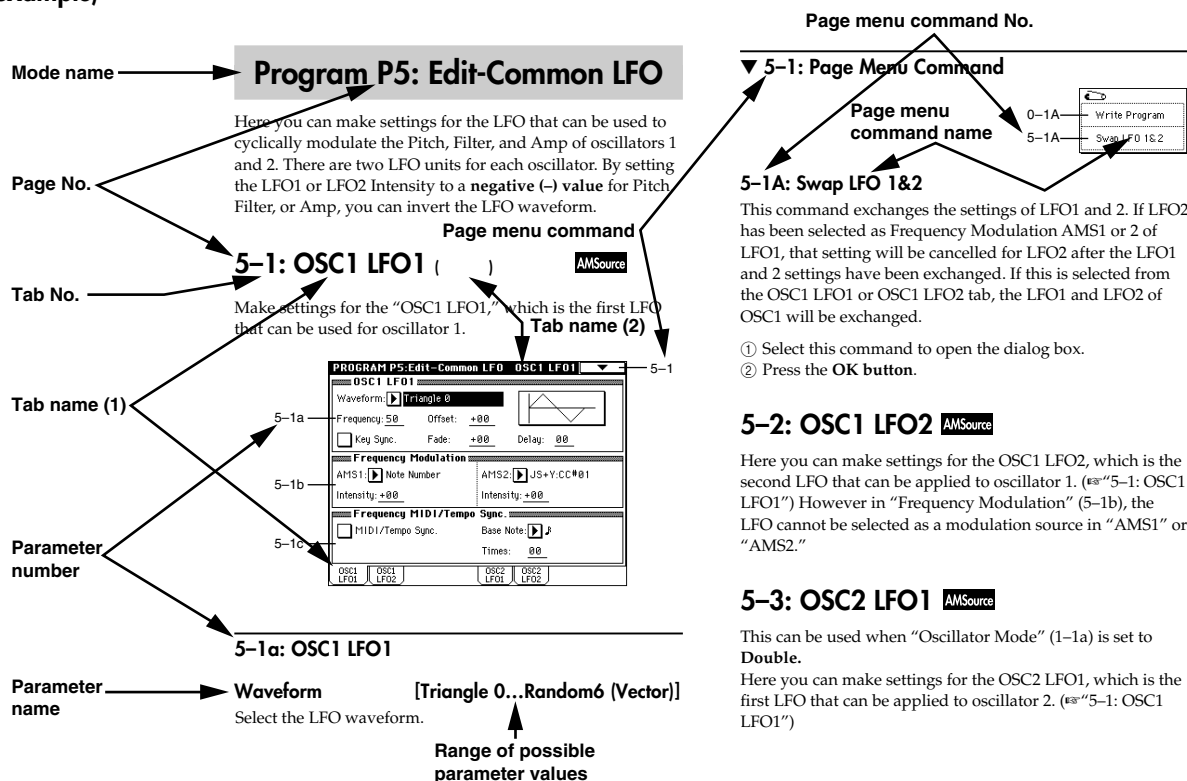 Mode name
Page No.
Tab No.
Tab name (1)
Parameter
number
Parameter
name
Program P5: Edit-Common LFO
Here you can make settings for the LFO that can be used to
cyclically modulate the Pitch, Filter, and Amp of oscillators 1
and 2. There are two LFO units for each oscillator. By setting
the LFO1 or LFO2 Intensity to a negative (–) value for Pitch,
Filter, or Amp, you can invert the LFO waveform.
Page menu command
5–1: OSC1 LFO1 ( )
AMSource
Make settings for the “OSC1 LFO1,” which is the first LFO
that can be used for oscillator 1.
Tab name (2)
PROGRAM P5:Edit-Common LFO OSC1 LFO1
5–1
OSC1 LFO1
Waveform: Triangle 0
5–1a
Frequency: 50 Offset: +00
Key Sync. Fade: +00 Delay: 00
Frequency Modulation
5–1b
AMS1: Note Number AMS2: JS+Y:CC#01
Intensity: +00 Intensity: +00
Frequency MIDI/Tempo Sync.
5–1c
MIDI/Tempo Sync. Base Note: ♪
Times: 00
OSC1 LFO1 OSC1 LFO2 OSC2 LFO1 OSC2 LFO2
5–1a: OSC1 LFO1
Waveform [Triangle 0…Random6 (Vector)]
Select the LFO waveform.
Range of possible
parameter values
Page menu command No.
▼ 5–1: Page Menu Command
Page menu
command name
0–1A Write Program
5–1A Swap LFO 1&2
5–1A: Swap LFO 1&2
This command exchanges the settings of LFO1 and 2. If LFO2
has been selected as Frequency Modulation AMS1 or 2 of
LFO1, that setting will be cancelled for LFO2 after the LFO1
and 2 settings have been exchanged. If this is selected from
the OSC1 LFO1 or OSC1 LFO2 tab, the LFO1 and LFO2 of
OSC1 will be exchanged.
① Select this command to open the dialog box.
② Press the OK button.
5–2: OSC1 LFO2 AMSource
Here you can make settings for the OSC1 LFO2, which is the
second LFO that can be applied to oscillator 1. (☞“5–1: OSC1
LFO1”) However in “Frequency Modulation” (5–1b), the
LFO cannot be selected as a modulation source in “AMS1” or
“AMS2.”
5–3: OSC2 LFO1 AMSource
This can be used when “Oscillator Mode” (1–1a) is set to
Double.
Here you can make settings for the OSC2 LFO1, which is the
first LFO that can be applied to oscillator 2. (☞“5–1: OSC1
LFO1”)